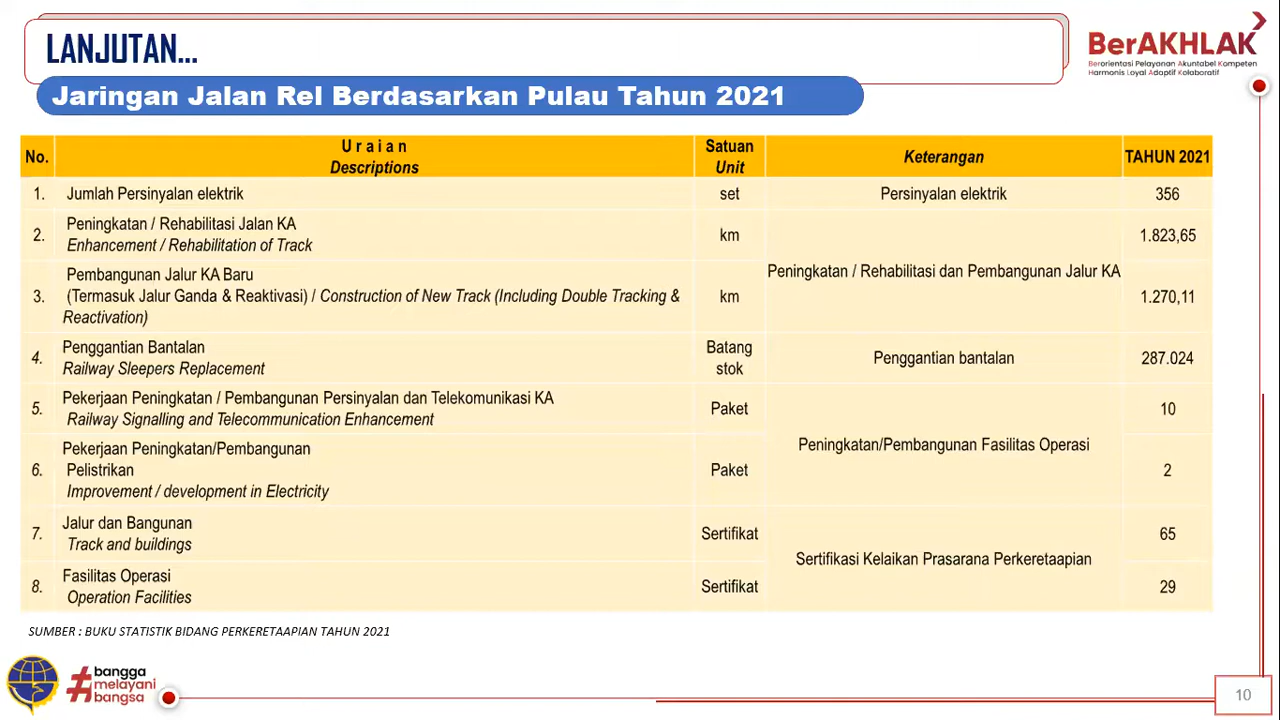 LANJUTAN...
BerAKHLAK
Berorientasi Pelayanan Akuntabel Kompeten
Harmonis Loyal Adaptif Kolaboratif
Jaringan Jalan Rel Berdasarkan Pulau Tahun 2021
No.
U r a i a n
Descriptions
Satuan
Unit
Keterangan
TAHUN 2021
1.
Jumlah Persinyalan elektrik
set
Persinyalan elektrik
356
2.
Peningkatan / Rehabilitasi Jalan KA
Enhancement / Rehabilitation of Track
km
Peningkatan / Rehabilitasi dan Pembangunan Jalur KA
1.823,65
3.
Pembangunan Jalur KA Baru
(Termasuk Jalur Ganda & Reaktivasi) / Construction of New Track (Including Double Tracking &
Reactivation)
km
1.270,11
4.
Penggantian Bantalan
Railway Sleepers Replacement
Batang
stok
Penggantian bantalan
287.024
5.
Pekerjaan Peningkatan / Pembangunan Persinyalan dan Telekomunikasi KA
Railway Signalling and Telecommunication Enhancement
Paket
Peningkatan/Pembangunan Fasilitas Operasi
10
6.
Pekerjaan Peningkatan/Pembangunan
Pelistrikan
Improvement / development in Electricity
Paket
2
7.
Jalur dan Bangunan
Track and buildings
Sertifikat
Sertifikasi Kelaikan Prasarana Perkeretaapian
65
8.
Fasilitas Operasi
Operation Facilities
Sertifikat
29
SUMBER : BUKU STATISTIK BIDANG PERKERETAAPIAN TAHUN 2021
#bangga
melayani
bangsa
10